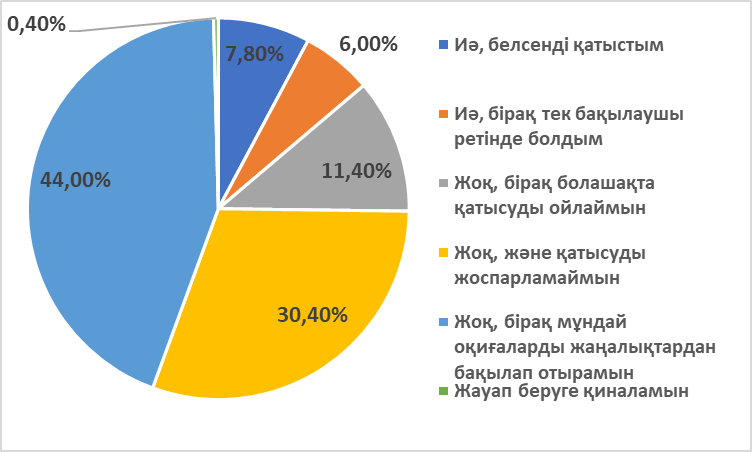 0,40%
7,80%
6,00%
11,40%
30,40%
44,00%
Иә, белсенді қатыстым
Иә, бірақ тек бақылаушы
ретінде болдым
Жоқ, бірақ болашақта
қатысуды ойлаймын
Жоқ, және қатысуды
жоспарламаймын
Жоқ, бірақ мұндай
оқиғаларды жаңалықтардан
бақылап отырамын
Жауап беруге қиналамын